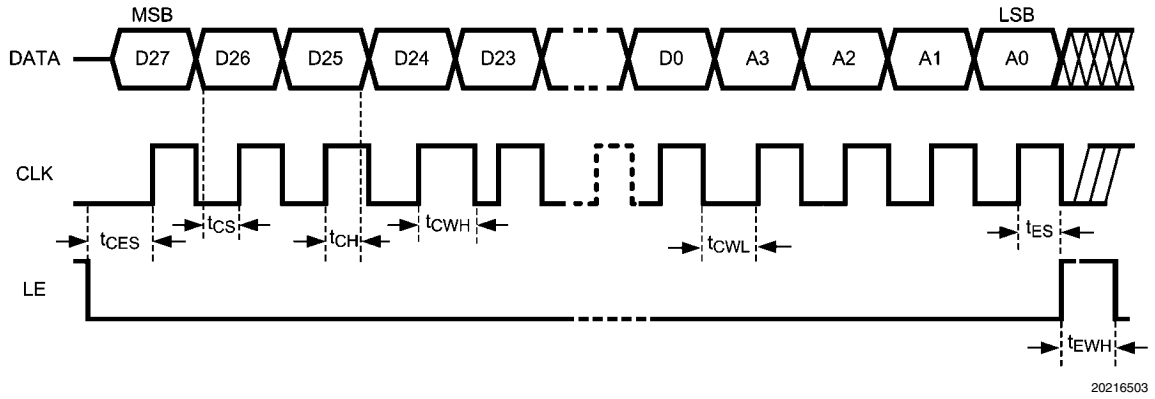 MSB LSB
DATA D27 D26 D25 D24 D23 D0 A3 A2 A1 A0
CLK
tCES tCS tCH tCWH tCWL tES
LE
tEWH
20216503